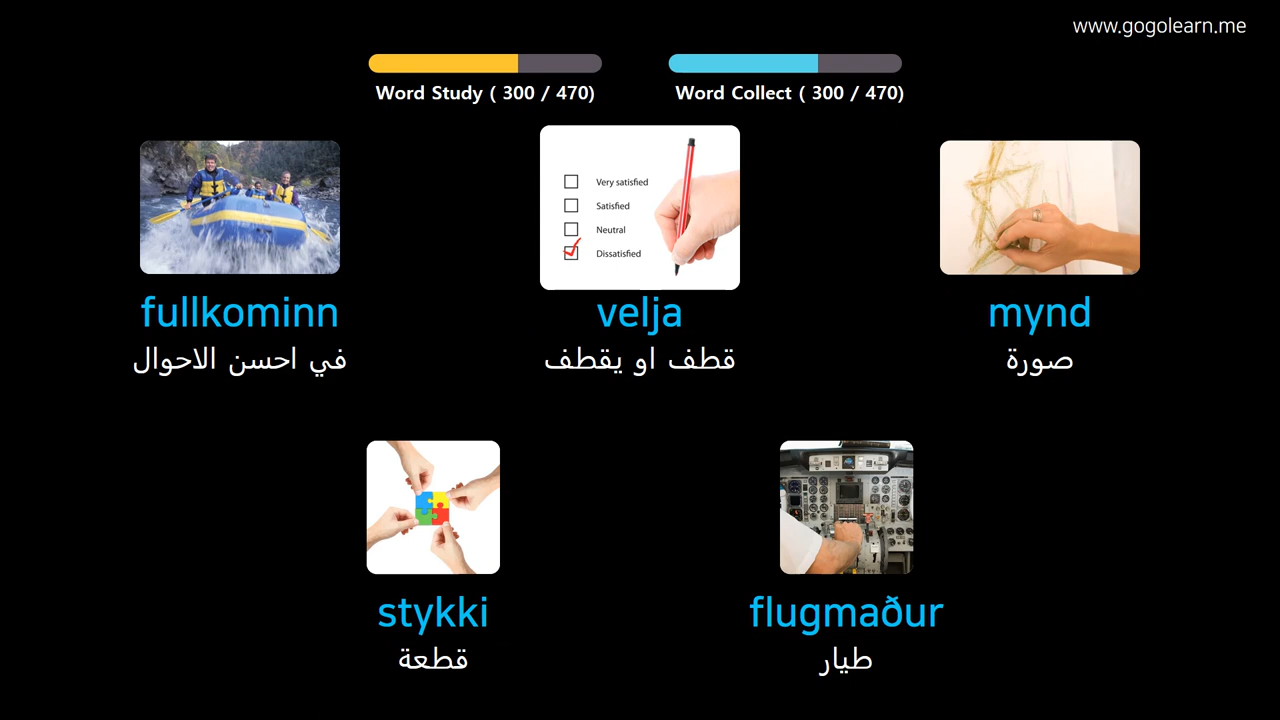 www.gogolearn.me
Word Study ( 300 / 470)
Word Collect ( 300 / 470)
Very satisfied
Satisfied
Neutral
Dissatisfied
fullkominn
velja
mynd
في احسن الاحوال
قطف او يقطف
صورة
stykki
flugmaður
قطعة
طيار